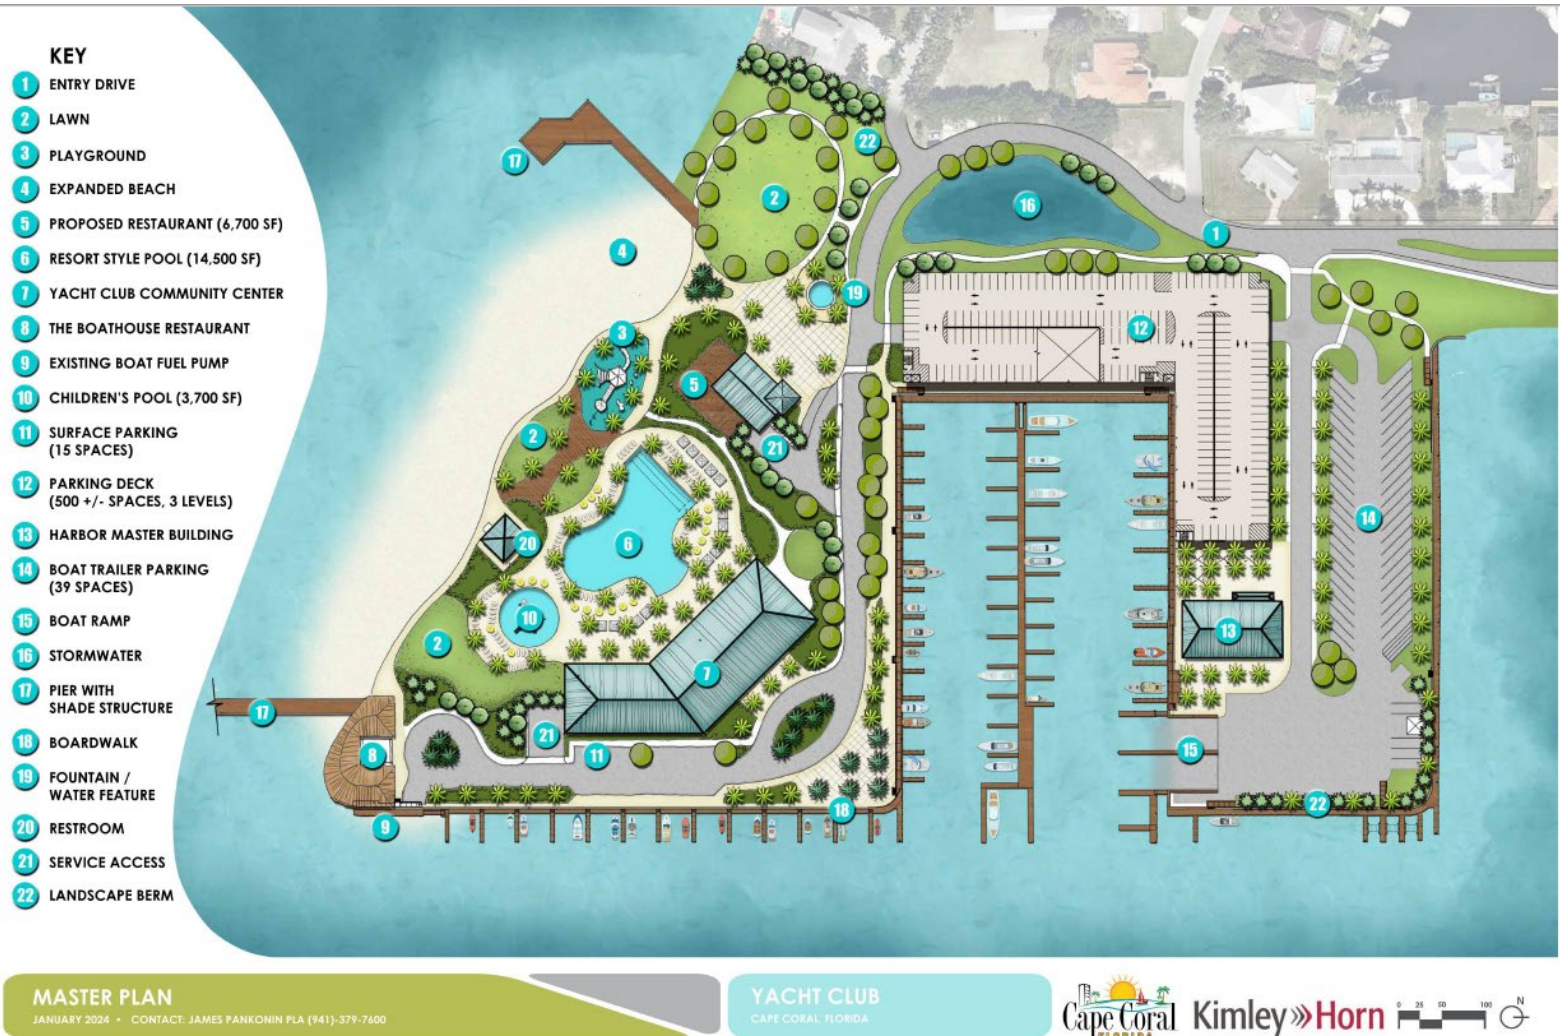 KEY
1 ENTRY DRIVE
2 LAWN
3 PLAYGROUND
4 EXPANDED BEACH
5 PROPOSED RESTAURANT (6,700 SF)
6 RESORT STYLE POOL (14,500 SF)
7 YACHT CLUB COMMUNITY CENTER
8 THE BOATHOUSE RESTAURANT
9 EXISTING BOAT FUEL PUMP
10 CHILDREN'S POOL (3,700 SF)
11 SURFACE PARKING
(15 SPACES)
12 PARKING DECK
(500 +/- SPACES, 3 LEVELS)
13 HARBOR MASTER BUILDING
14 BOAT TRAILER PARKING
(39 SPACES)
15 BOAT RAMP
16 STORMWATER
17 PIER WITH
SHADE STRUCTURE
18 BOARDWALK
19 FOUNTAIN /
WATER FEATURE
20 RESTROOM
21 SERVICE ACCESS
22 LANDSCAPE BERM
17
22
2
16
1
4
19
3
12
5
2
21
14
20
6
10
2
13
7
17
21
11
8
15
18
22
9
MASTER PLAN
JANUARY 2024 • CONTACT: JAMES PANKONIN PLA (941)-379-7600
YACHT CLUB
CAPE CORAL, FLORIDA
Cape Coral
FLORIDA
Kimley»Horn
0 25 50 100
N